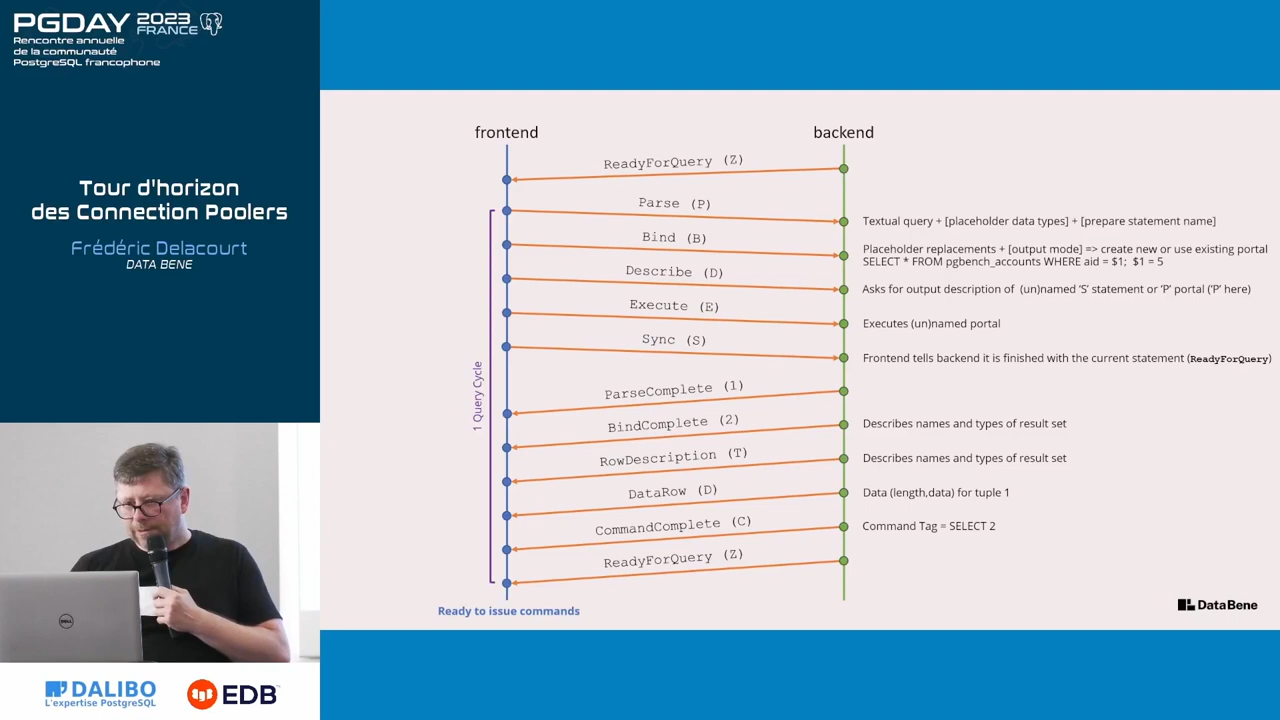 PGDAY 2023 FRANCE
Rencontre annuelle
de la communauté
PostgreSQL francophone
Tour d'horizon
des Connection Poolers
Frédéric Delacourt
DATA BENE
DELL
DALIBO
L'expertise PostgreSQL
EDB
frontend
backend
ReadyForQuery (Z)
Parse (P)
Textual query + [placeholder data types] + [prepare statement name]
Bind (B)
Placeholder replacements + [output mode] => create new or use existing portal
SELECT * FROM pgbench_accounts WHERE aid = $1; $1 = 5
Describe (D)
Asks for output description of (un)named 'S' statement or 'P' portal ('P' here)
Execute (E)
Executes (un)named portal
Sync (S)
Frontend tells backend it is finished with the current statement (ReadyForQuery)
1 Query Cycle
ParseComplete (1)
BindComplete (2)
Describes names and types of result set
RowDescription (T)
Describes names and types of result set
DataRow (D)
Data (length,data) for tuple 1
CommandComplete (C)
Command Tag = SELECT 2
ReadyForQuery (Z)
Ready to issue commands
DataBene